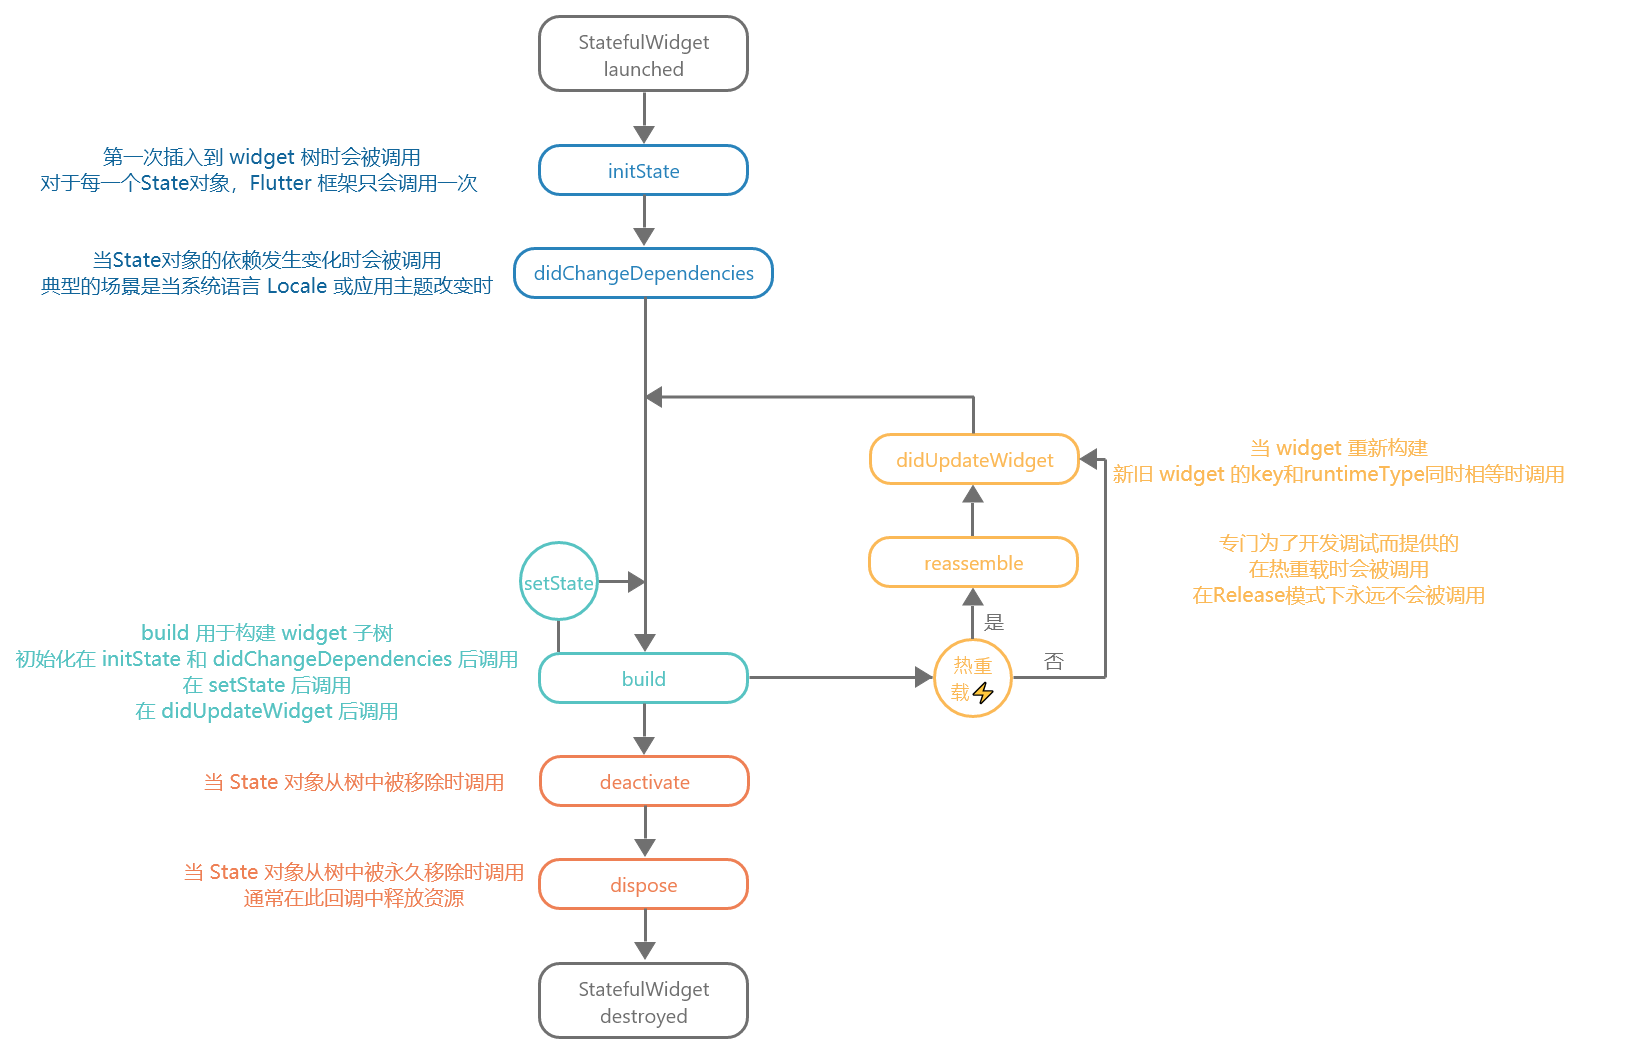 StatefulWidget
launched
第一次插入到 widget 树时会被调用
对于每一个State对象，Flutter 框架只会调用一次
initState
当State对象的依赖发生变化时会被调用
典型的场景是当系统语言 Locale 或应用主题改变时
didChangeDependencies
didUpdateWidget
当 widget 重新构建
新旧 widget 的key和runtimeType同时相等时调用
reassemble
专门为了开发调试而提供的
在热重载时会被调用
在Release模式下永远不会被调用
setState
是
否
热重
载⚡
build 用于构建 widget 子树
初始化在 initState 和 didChangeDependencies 后调用
在 setState 后调用
在 didUpdateWidget 后调用
build
当 State 对象从树中被移除时调用
deactivate
当 State 对象从树中被永久移除时调用
通常在此回调中释放资源
dispose
StatefulWidget
destroyed